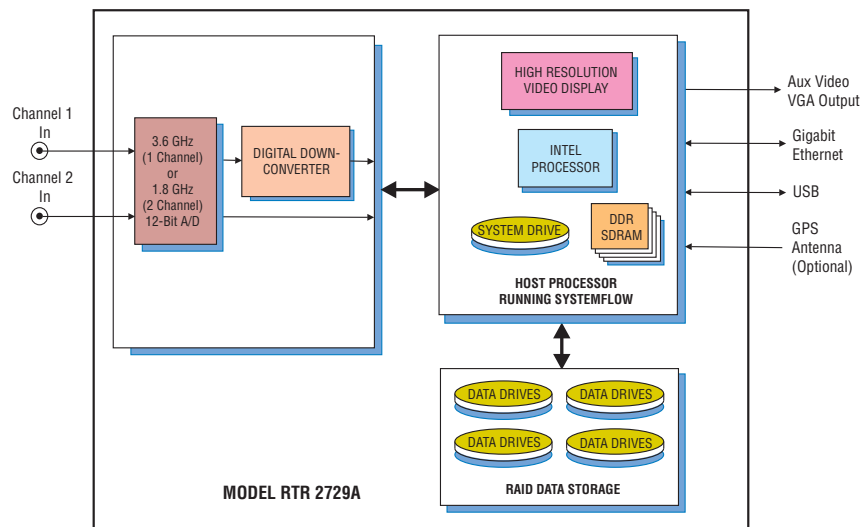 Channel 1
In
Channel 2
In
3.6 GHz
(1 Channel)
or
1.8 GHz
(2 Channel)
12-Bit A/D
DIGITAL DOWN-
CONVERTER
HIGH RESOLUTION
VIDEO DISPLAY
INTEL
PROCESSOR
SYSTEM DRIVE
DDR
SDRAM
HOST PROCESSOR
RUNNING SYSTEMFLOW
Aux Video
VGA Output
Gigabit
Ethernet
USB
GPS
Antenna
(Optional)
DATA DRIVES
DATA DRIVES
DATA DRIVES
DATA DRIVES
RAID DATA STORAGE
MODEL RTR 2729A